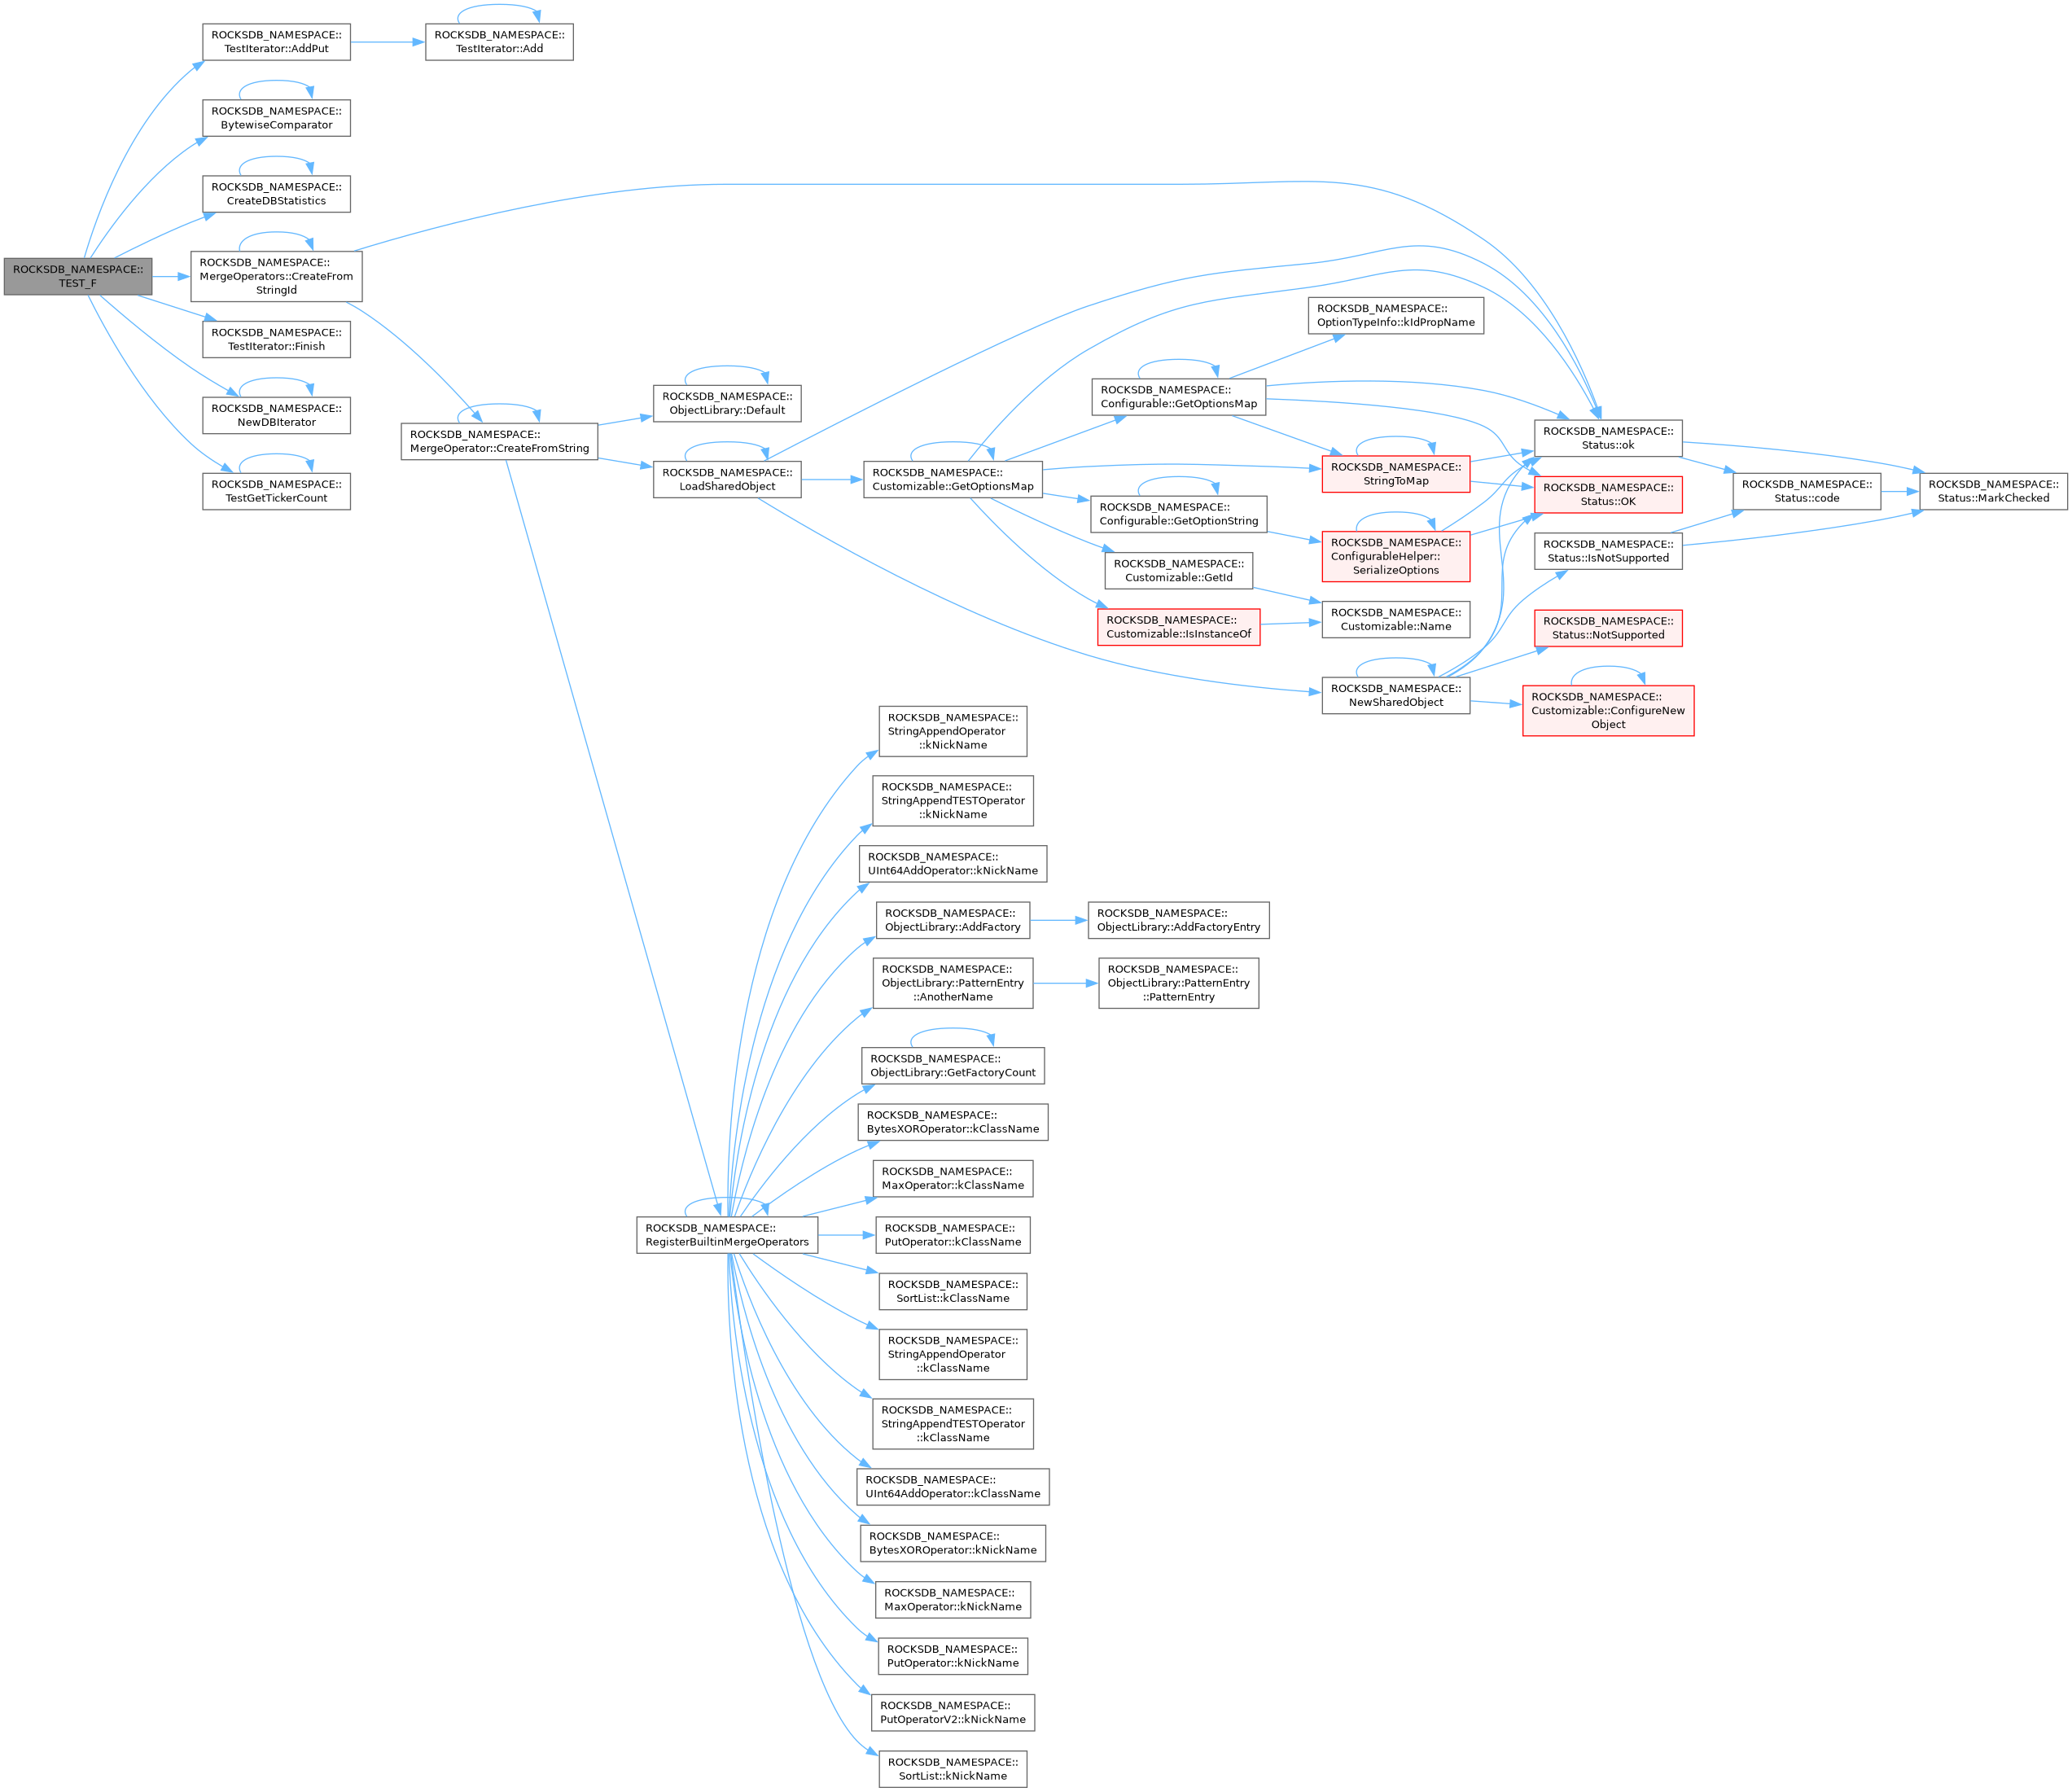 ROCKSDB_NAMESPACE::
TEST_F
ROCKSDB_NAMESPACE::
TestIterator::AddPut
ROCKSDB_NAMESPACE::
TestIterator::Add
ROCKSDB_NAMESPACE::
BytewiseComparator
ROCKSDB_NAMESPACE::
CreateDBStatistics
ROCKSDB_NAMESPACE::
MergeOperators::CreateFrom
StringId
ROCKSDB_NAMESPACE::
TestIterator::Finish
ROCKSDB_NAMESPACE::
NewDBIterator
ROCKSDB_NAMESPACE::
TestGetTickerCount
ROCKSDB_NAMESPACE::
MergeOperator::CreateFromString
ROCKSDB_NAMESPACE::
ObjectLibrary::Default
ROCKSDB_NAMESPACE::
LoadSharedObject
ROCKSDB_NAMESPACE::
Customizable::GetOptionsMap
ROCKSDB_NAMESPACE::
OptionTypeInfo::kIdPropName
ROCKSDB_NAMESPACE::
Configurable::GetOptionsMap
ROCKSDB_NAMESPACE::
StringToMap
ROCKSDB_NAMESPACE::
Configurable::GetOptionString
ROCKSDB_NAMESPACE::
ConfigurableHelper::
SerializeOptions
ROCKSDB_NAMESPACE::
Customizable::GetId
ROCKSDB_NAMESPACE::
Customizable::IsInstanceOf
ROCKSDB_NAMESPACE::
Customizable::Name
ROCKSDB_NAMESPACE::
NewSharedObject
ROCKSDB_NAMESPACE::
Status::ok
ROCKSDB_NAMESPACE::
Status::OK
ROCKSDB_NAMESPACE::
Status::IsNotSupported
ROCKSDB_NAMESPACE::
Status::NotSupported
ROCKSDB_NAMESPACE::
Customizable::ConfigureNew
Object
ROCKSDB_NAMESPACE::
Status::code
ROCKSDB_NAMESPACE::
Status::MarkChecked
ROCKSDB_NAMESPACE::
RegisterBuiltinMergeOperators
ROCKSDB_NAMESPACE::
StringAppendOperator
::kNickName
ROCKSDB_NAMESPACE::
StringAppendTESTOperator
::kNickName
ROCKSDB_NAMESPACE::
UInt64AddOperator::kNickName
ROCKSDB_NAMESPACE::
ObjectLibrary::AddFactory
ROCKSDB_NAMESPACE::
ObjectLibrary::AddFactoryEntry
ROCKSDB_NAMESPACE::
ObjectLibrary::PatternEntry
::AnotherName
ROCKSDB_NAMESPACE::
ObjectLibrary::PatternEntry
::PatternEntry
ROCKSDB_NAMESPACE::
ObjectLibrary::GetFactoryCount
ROCKSDB_NAMESPACE::
BytesXOROperator::kClassName
ROCKSDB_NAMESPACE::
MaxOperator::kClassName
ROCKSDB_NAMESPACE::
PutOperator::kClassName
ROCKSDB_NAMESPACE::
SortList::kClassName
ROCKSDB_NAMESPACE::
StringAppendOperator
::kClassName
ROCKSDB_NAMESPACE::
StringAppendTESTOperator
::kClassName
ROCKSDB_NAMESPACE::
UInt64AddOperator::kClassName
ROCKSDB_NAMESPACE::
BytesXOROperator::kNickName
ROCKSDB_NAMESPACE::
MaxOperator::kNickName
ROCKSDB_NAMESPACE::
PutOperator::kNickName
ROCKSDB_NAMESPACE::
PutOperatorV2::kNickName
ROCKSDB_NAMESPACE::
SortList::kNickName